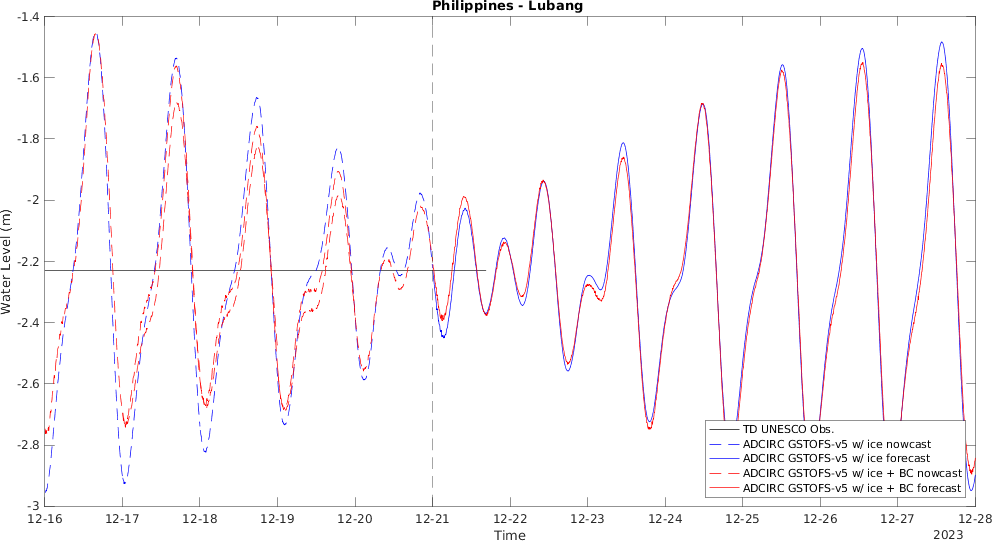 Philippines - Lubang
Water Level (m)
-1.4
-1.6
-1.8
-2
-2.2
-2.4
-2.6
-2.8
-3
TD UNESCO Obs.
ADCIRC GSTOFS-v5 w/ ice nowcast
ADCIRC GSTOFS-v5 w/ ice forecast
ADCIRC GSTOFS-v5 w/ ice + BC nowcast
ADCIRC GSTOFS-v5 w/ ice + BC forecast
12-16 12-17 12-18 12-19 12-20 12-21 12-22 12-23 12-24 12-25 12-26 12-27 12-28
Time
2023